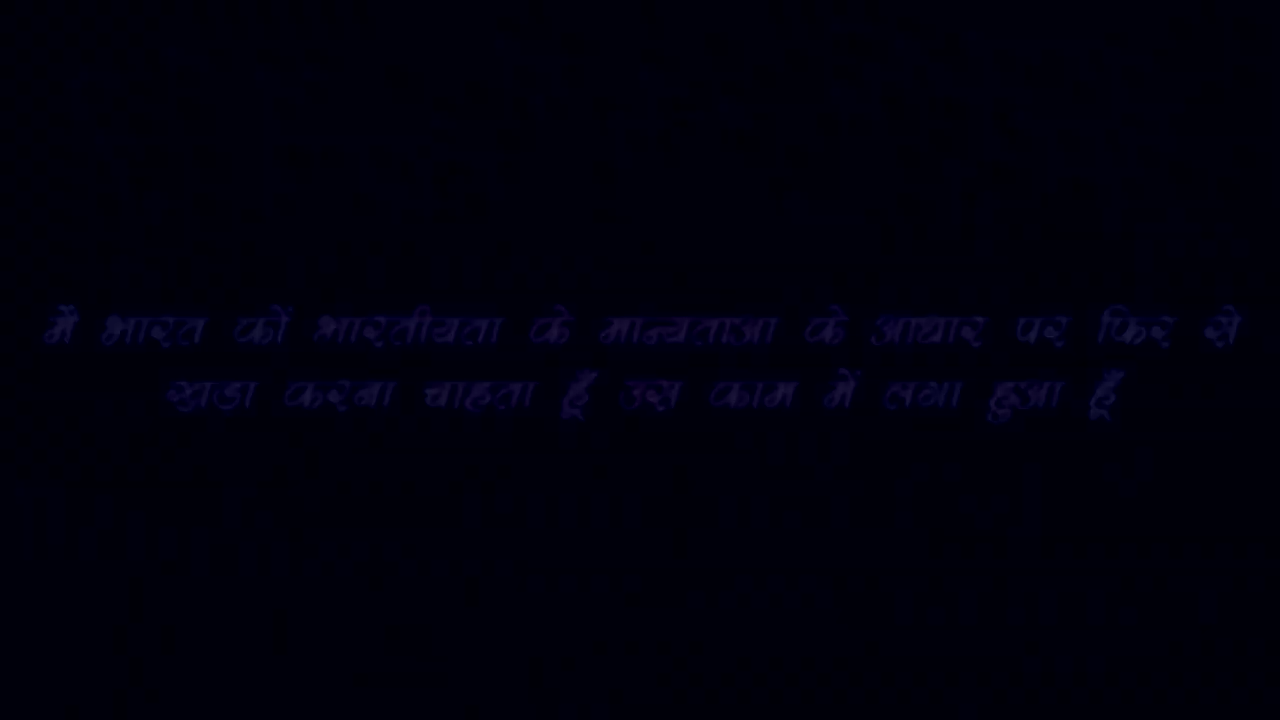 मैं भारत कों भारतीयता के मान्यताआ के आधार पर फिर से
खडा करना चाहता हूँ उस काम में लगा हुआ हूँ